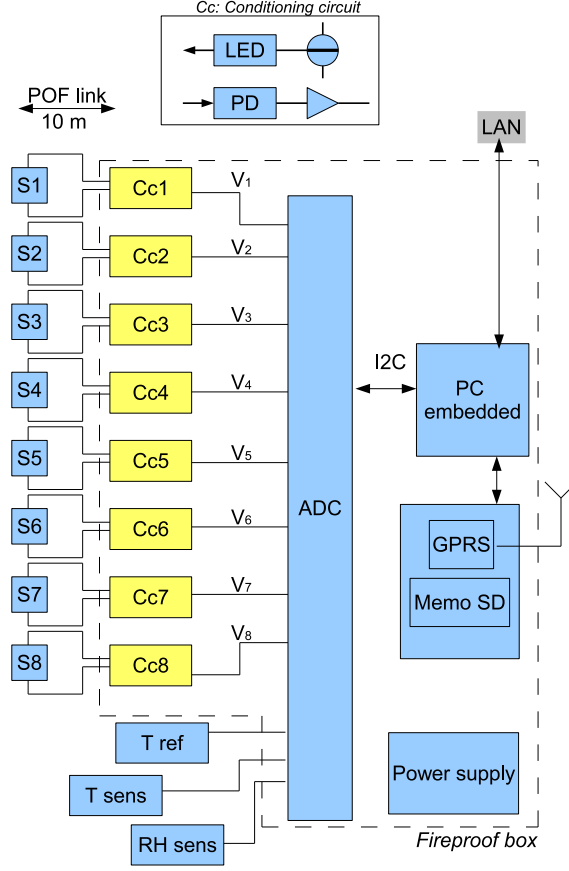 Cc: Conditioning circuit
LED
PD
POF link
10 m
LAN
S1
Cc1
V1
S2
Cc2
V2
S3
Cc3
V3
I2C
PC
embedded
S4
Cc4
V4
S5
Cc5
V5
ADC
S6
Cc6
V6
GPRS
S7
Cc7
V7
Memo SD
S8
Cc8
V8
T ref
Power supply
T sens
RH sens
Fireproof box